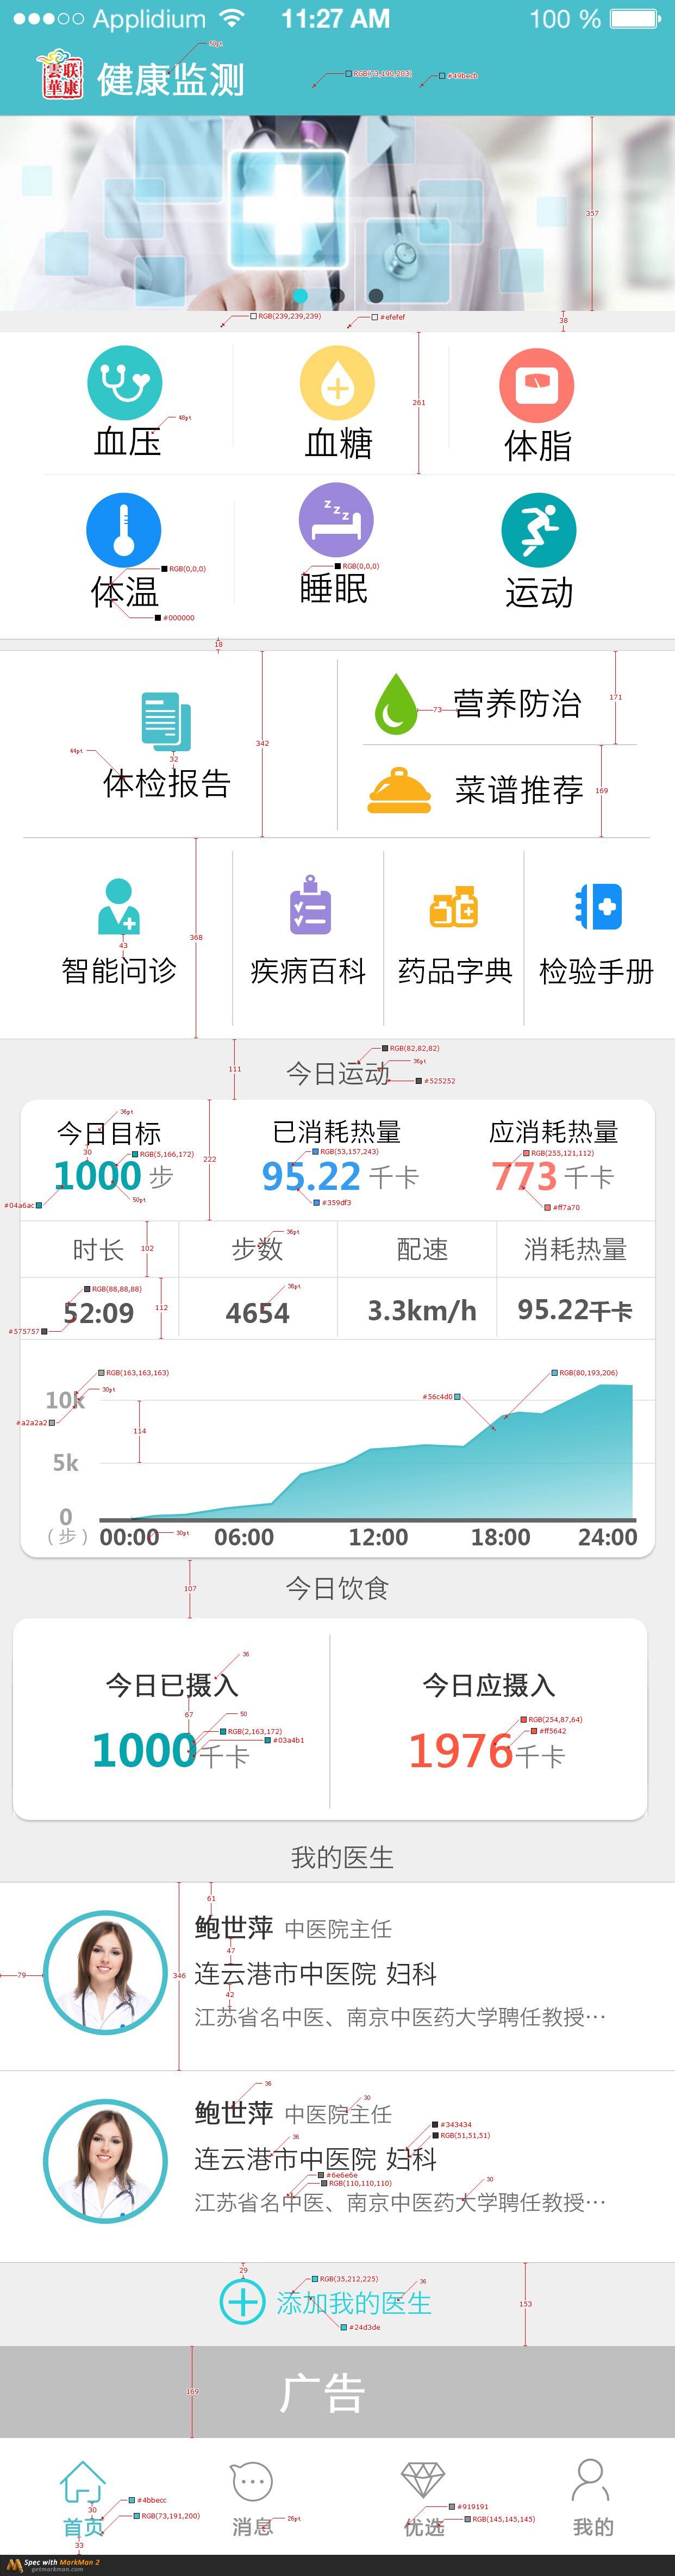 Applidium 11:27 AM 100 %
雲联華康 健康监测
50pt
RGB(73,190,203) #49becb
357
RGB(239,239,239) #efefef 38
261
48pt
血压 血糖 体脂
zzz
RGB(0,0,0) RGB(0,0,0)
体温 睡眠 运动
#000000
18
342 171
73 营养防治
44pt 32
体检报告 菜谱推荐 169
368
43
智能问诊 疾病百科 药品字典 检验手册
111 RGB(82,82,82)
今日运动 36pt
#525252
36pt 222
今日目标 已消耗热量 应消耗热量
30 RGB(5,166,172) RGB(53,157,243) RGB(255,121,112)
1000 步 95.22 千卡 773 千卡
#04a6ac 50pt #359df3 #ff7a70
36pt
时长 102 步数 配速 消耗热量
RGB(88,88,88) 36pt
52:09 112 4654 3.3km/h 95.22千卡
#575757
RGB(163,163,163) RGB(80,193,206)
10k 30pt #56c4d0
#a2a2a2 114
5k
0
（步） 00:00 06:00 12:00 18:00 24:00
30pt
107 今日饮食
36
今日已摄入 今日应摄入
67 50 RGB(254,87,64)
RGB(2,163,172) #ff5642
1000千卡 #03a4b1 1976千卡
我的医生
61
鲍世萍 中医院主任
47
79 346 连云港市中医院 妇科
42
江苏省名中医、南京中医药大学聘任教授…
36 30
鲍世萍 中医院主任
#343434
36 RGB(51,51,51)
连云港市中医院 妇科
#6e6e6e
RGB(110,110,110) 30
江苏省名中医、南京中医药大学聘任教授…
29 RGB(35,212,225) 36
添加我的医生 153
#24d3de
169 广告
30 #4bbecc #919191
RGB(73,191,200) 28pt RGB(145,145,145)
首页 消息 优选 我的
33
Spec with MarkMan 2
getmarkman.com